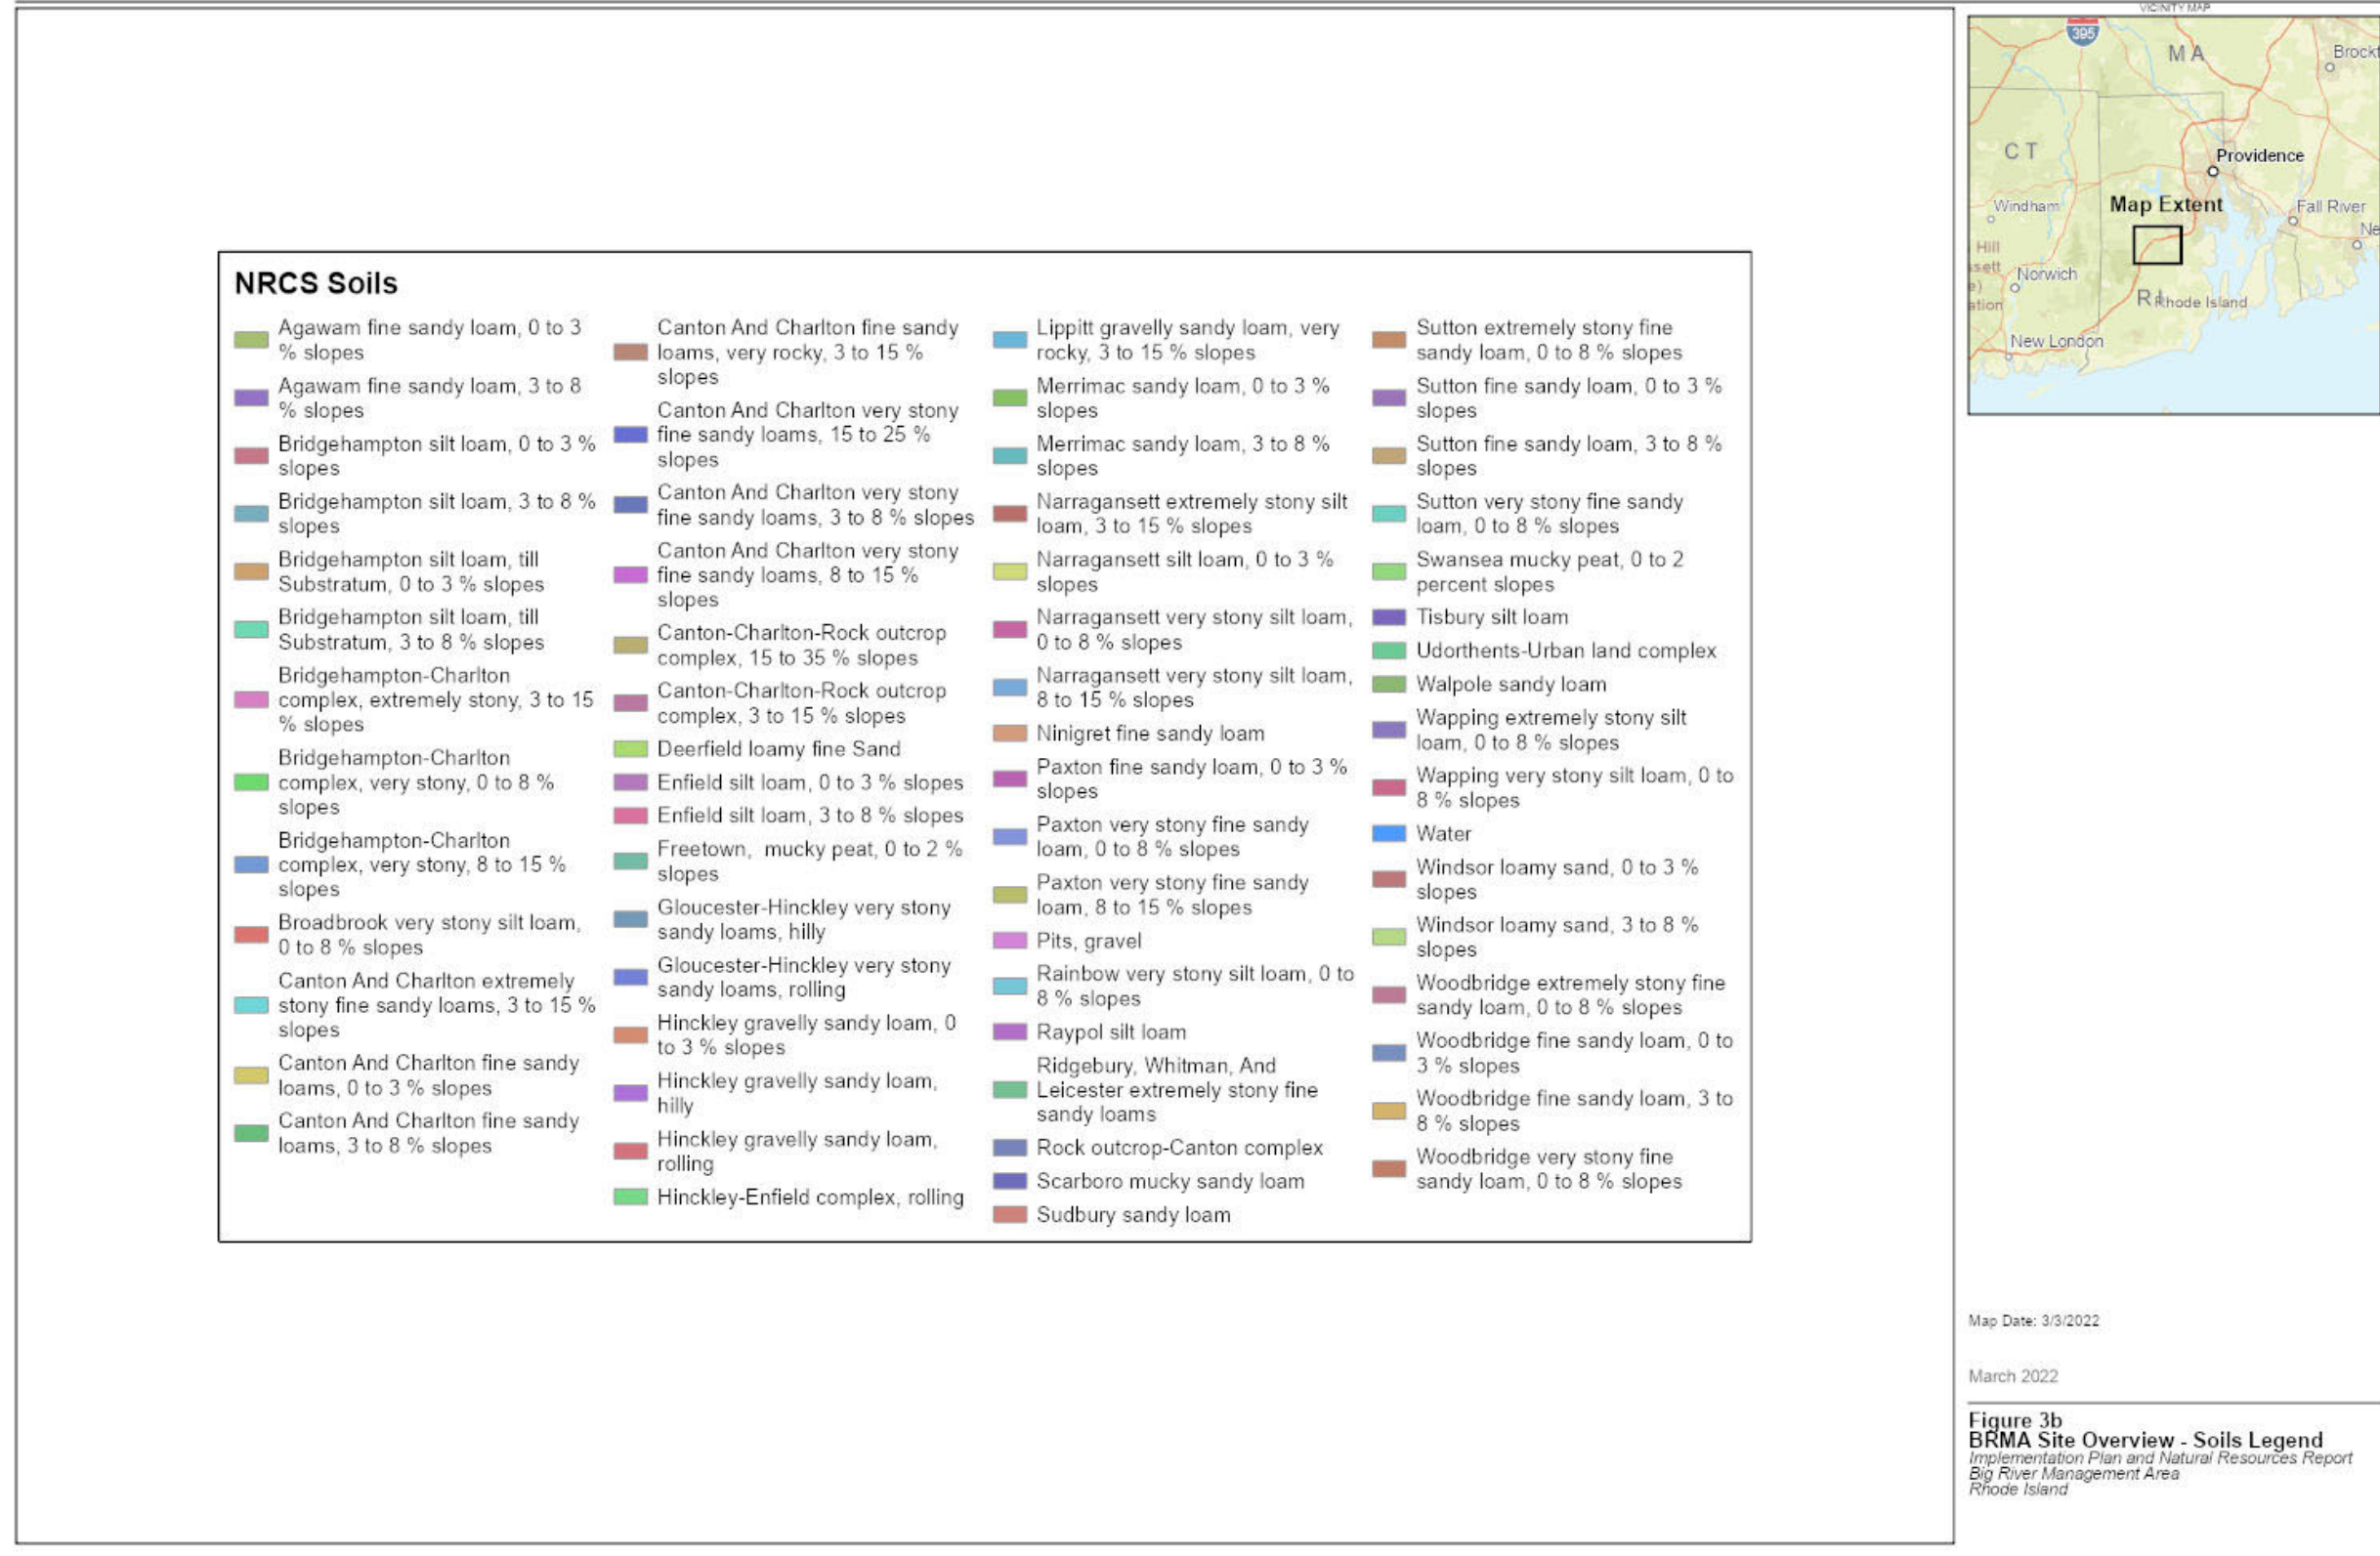 VICINITY MAP
395
MA
CT
Providence
Windham
Map Extent
Fall River
Hill
Norwich
RI
Rhode Island
New London
NRCS Soils
Agawam fine sandy loam, 0 to 3
% slopes
Agawam fine sandy loam, 3 to 8
% slopes
Bridgehampton silt loam, 0 to 3 %
slopes
Bridgehampton silt loam, 3 to 8 %
slopes
Bridgehampton silt loam, till
Substratum, 0 to 3 % slopes
Bridgehampton silt loam, till
Substratum, 3 to 8 % slopes
Bridgehampton-Charlton
complex, extremely stony, 3 to 15
% slopes
Bridgehampton-Charlton
complex, very stony, 0 to 8 %
slopes
Bridgehampton-Charlton
complex, very stony, 8 to 15 %
slopes
Broadbrook very stony silt loam,
0 to 8 % slopes
Canton And Charlton extremely
stony fine sandy loams, 3 to 15 %
slopes
Canton And Charlton fine sandy
loams, 0 to 3 % slopes
Canton And Charlton fine sandy
loams, 3 to 8 % slopes
Canton And Charlton fine sandy
loams, very rocky, 3 to 15 %
slopes
Canton And Charlton very stony
fine sandy loams, 15 to 25 %
slopes
Canton And Charlton very stony
fine sandy loams, 3 to 8 % slopes
Canton And Charlton very stony
fine sandy loams, 8 to 15 %
slopes
Canton-Charlton-Rock outcrop
complex, 15 to 35 % slopes
Canton-Charlton-Rock outcrop
complex, 3 to 15 % slopes
Deerfield loamy fine Sand
Enfield silt loam, 0 to 3 % slopes
Enfield silt loam, 3 to 8 % slopes
Freetown, mucky peat, 0 to 2 %
slopes
Gloucester-Hinckley very stony
sandy loams, hilly
Gloucester-Hinckley very stony
sandy loams, rolling
Hinckley gravelly sandy loam, 0
to 3 % slopes
Hinckley gravelly sandy loam,
hilly
Hinckley gravelly sandy loam,
rolling
Hinckley-Enfield complex, rolling
Lippitt gravelly sandy loam, very
rocky, 3 to 15 % slopes
Merrimac sandy loam, 0 to 3 %
slopes
Merrimac sandy loam, 3 to 8 %
slopes
Narragansett extremely stony silt
loam, 3 to 15 % slopes
Narragansett silt loam, 0 to 3 %
slopes
Narragansett very stony silt loam,
0 to 8 % slopes
Narragansett very stony silt loam,
8 to 15 % slopes
Ninigret fine sandy loam
Paxton fine sandy loam, 0 to 3 %
slopes
Paxton very stony fine sandy
loam, 0 to 8 % slopes
Paxton very stony fine sandy
loam, 8 to 15 % slopes
Pits, gravel
Rainbow very stony silt loam, 0 to
8 % slopes
Raypol silt loam
Ridgebury, Whitman, And
Leicester extremely stony fine
sandy loams
Rock outcrop-Canton complex
Scarboro mucky sandy loam
Sudbury sandy loam
Sutton extremely stony fine
sandy loam, 0 to 8 % slopes
Sutton fine sandy loam, 0 to 3 %
slopes
Sutton fine sandy loam, 3 to 8 %
slopes
Sutton very stony fine sandy
loam, 0 to 8 % slopes
Swansea mucky peat, 0 to 2
percent slopes
Tisbury silt loam
Udorthents-Urban land complex
Walpole sandy loam
Wapping extremely stony silt
loam, 0 to 8 % slopes
Wapping very stony silt loam, 0 to
8 % slopes
Water
Windsor loamy sand, 0 to 3 %
slopes
Windsor loamy sand, 3 to 8 %
slopes
Woodbridge extremely stony fine
sandy loam, 0 to 8 % slopes
Woodbridge fine sandy loam, 0 to
3 % slopes
Woodbridge fine sandy loam, 3 to
8 % slopes
Woodbridge very stony fine
sandy loam, 0 to 8 % slopes
Map Date: 3/3/2022
March 2022
Figure 3b
BRMA Site Overview - Soils Legend
Implementation Plan and Natural Resources Report
Big River Management Area
Rhode Island